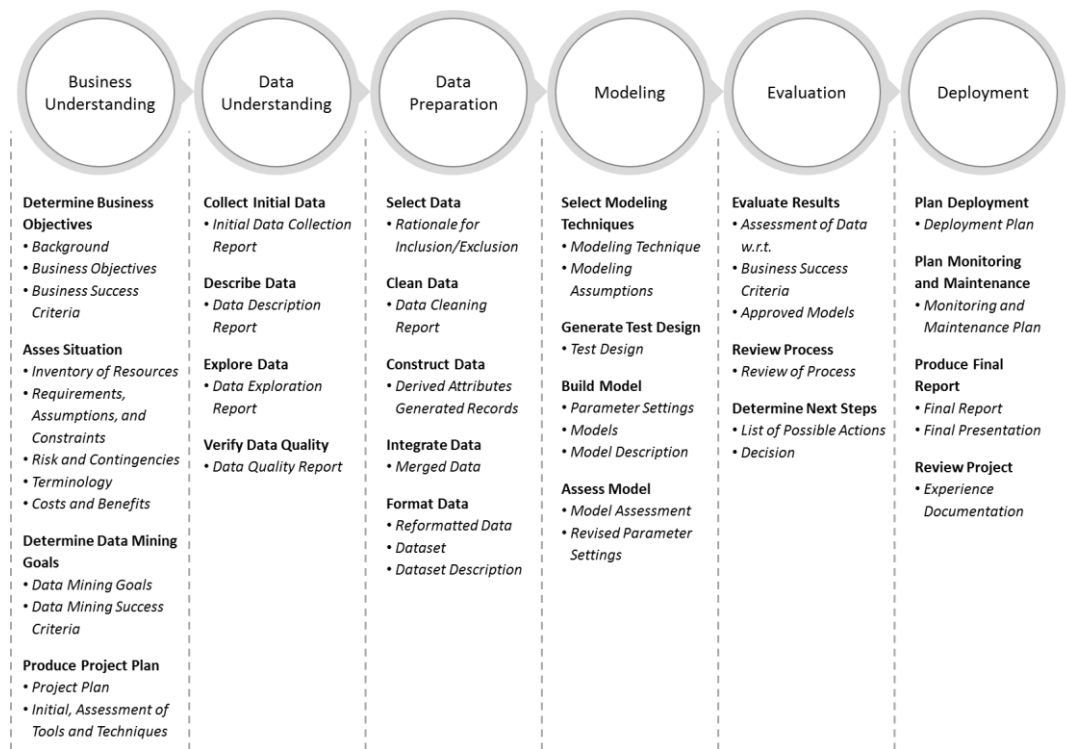 Business
Understanding
Data
Understanding
Data
Preparation
Modeling
Evaluation
Deployment
Determine Business
Objectives
• Background
• Business Objectives
• Business Success
Criteria
Asses Situation
• Inventory of Resources
• Requirements,
Assumptions, and
Constraints
• Risk and Contingencies
• Terminology
• Costs and Benefits
Determine Data Mining
Goals
• Data Mining Goals
• Data Mining Success
Criteria
Produce Project Plan
• Project Plan
• Initial, Assessment of
Tools and Techniques
Collect Initial Data
• Initial Data Collection
Report
Describe Data
• Data Description
Report
Explore Data
• Data Exploration
Report
Verify Data Quality
• Data Quality Report
Select Data
• Rationale for
Inclusion/Exclusion
Clean Data
• Data Cleaning
Report
Construct Data
• Derived Attributes
Generated Records
Integrate Data
• Merged Data
Format Data
• Reformatted Data
• Dataset
• Dataset Description
Select Modeling
Techniques
• Modeling Technique
• Modeling
Assumptions
Generate Test Design
• Test Design
Build Model
• Parameter Settings
• Models
• Model Description
Assess Model
• Model Assessment
• Revised Parameter
Settings
Evaluate Results
• Assessment of Data
w.r.t.
• Business Success
Criteria
• Approved Models
Review Process
• Review of Process
Determine Next Steps
• List of Possible Actions
• Decision
Plan Deployment
• Deployment Plan
Plan Monitoring
and Maintenance
• Monitoring and
Maintenance Plan
Produce Final
Report
• Final Report
• Final Presentation
Review Project
• Experience
Documentation